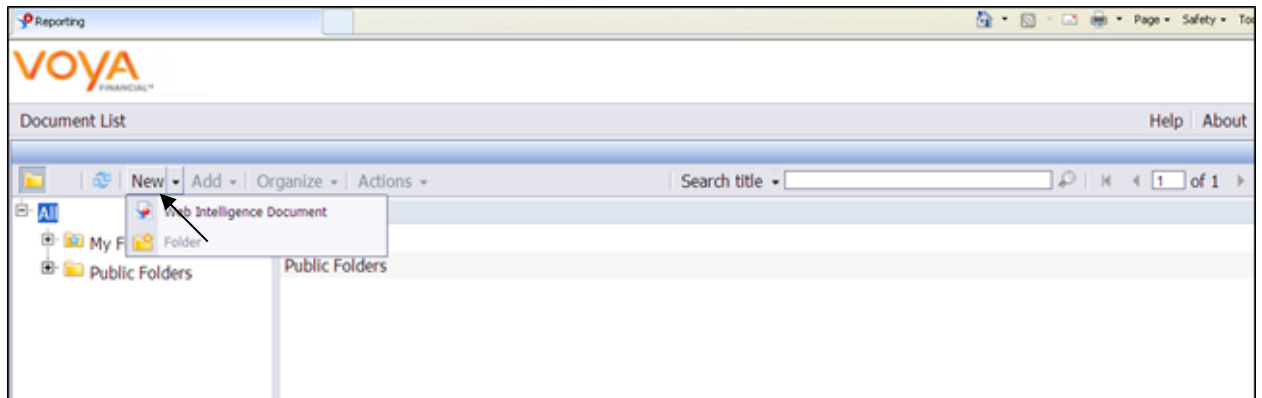 Reporting Page Safety
VOYA
FINANCIAL™
Document List Help About
New Add Organize Actions Search title 1 of 1
All Web Intelligence Document
My F Folder
Public Folders Public Folders